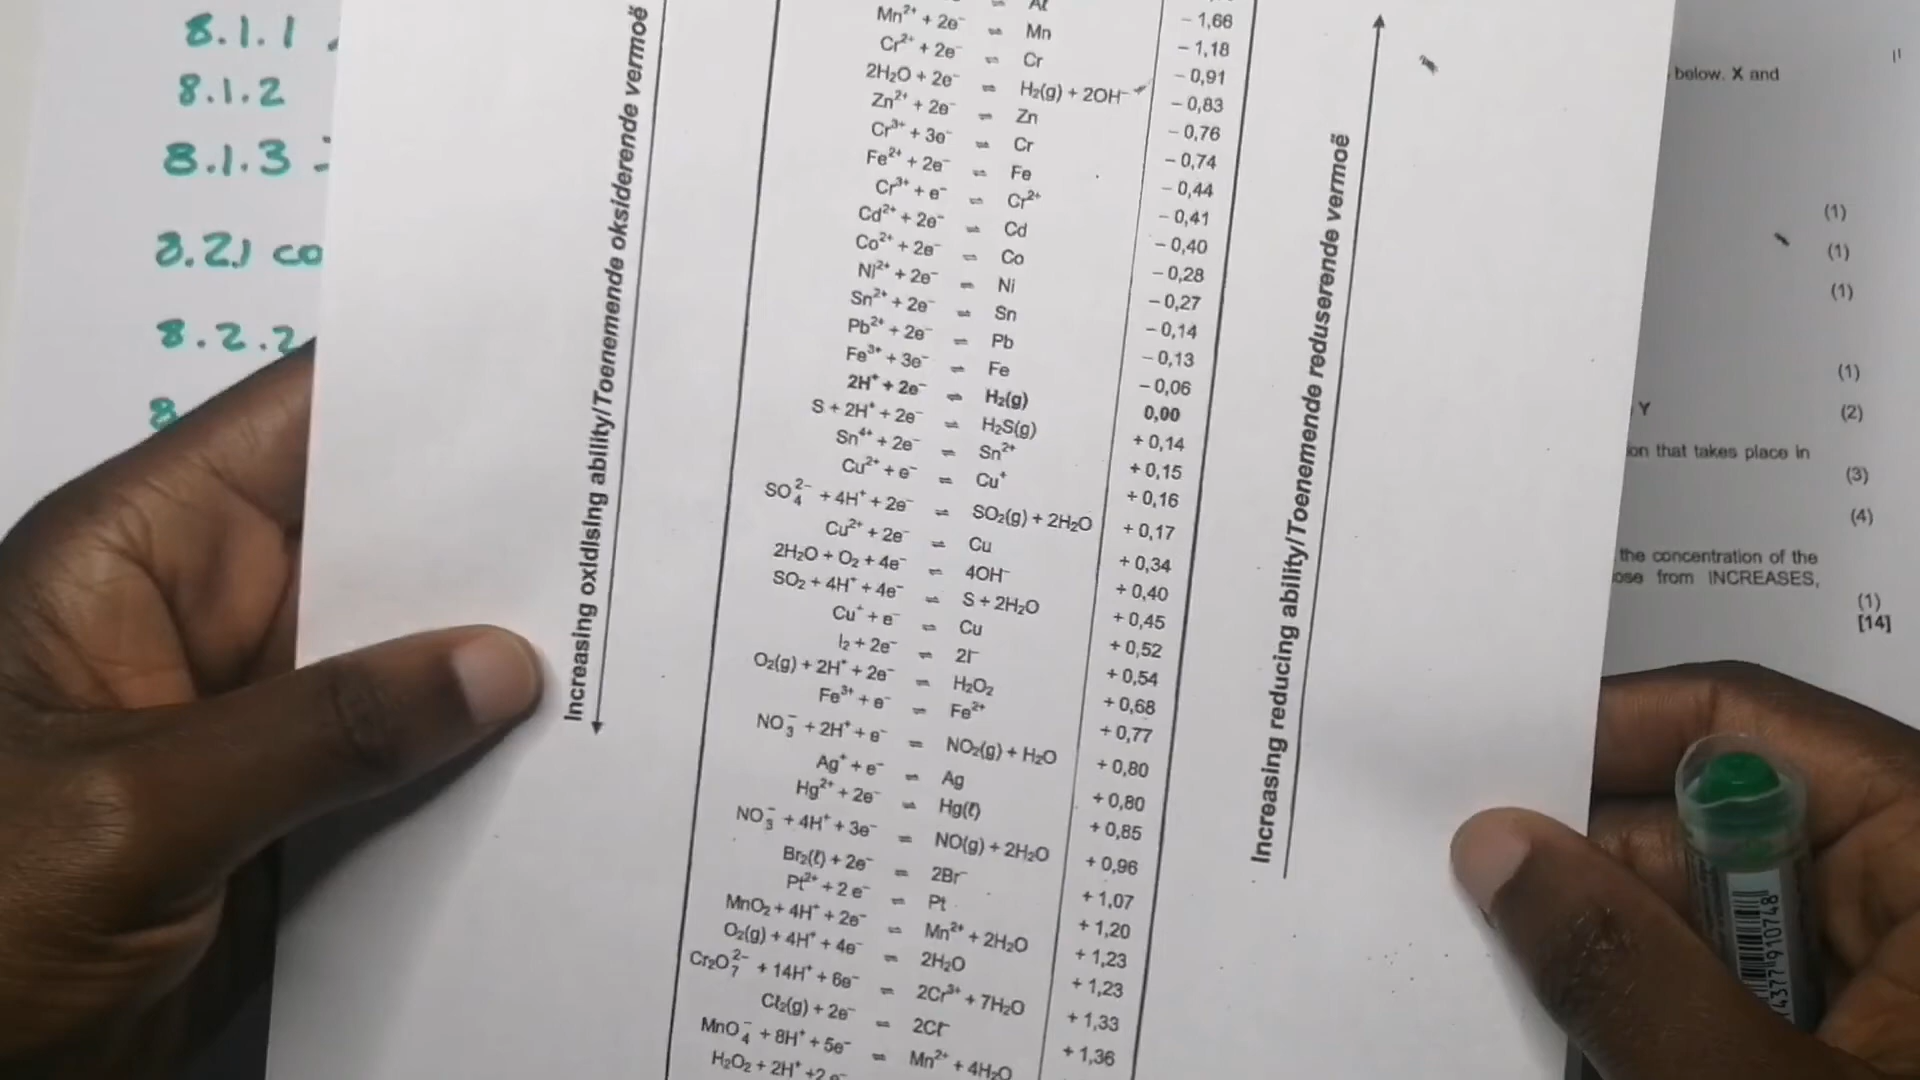 8.1.1
8.1.2
8.1.3
8.2.1 co
8.2.2
8
Increasing oxidising ability/Toenemende oksiderende vermoë
⇌ Aℓ − 1,66
Mn²⁺ + 2e⁻ ⇌ Mn − 1,18
Cr²⁺ + 2e⁻ ⇌ Cr − 0,91
2H₂O + 2e⁻ ⇌ H₂(g) + 2OH⁻ − 0,83
Zn²⁺ + 2e⁻ ⇌ Zn − 0,76
Cr³⁺ + 3e⁻ ⇌ Cr − 0,74
Fe²⁺ + 2e⁻ ⇌ Fe − 0,44
Cr³⁺ + e⁻ ⇌ Cr²⁺ − 0,41
Cd²⁺ + 2e⁻ ⇌ Cd − 0,40
Co²⁺ + 2e⁻ ⇌ Co − 0,28
Ni²⁺ + 2e⁻ ⇌ Ni − 0,27
Sn²⁺ + 2e⁻ ⇌ Sn − 0,14
Pb²⁺ + 2e⁻ ⇌ Pb − 0,13
Fe³⁺ + 3e⁻ ⇌ Fe − 0,06
2H⁺ + 2e⁻ ⇌ H₂(g) 0,00
S + 2H⁺ + 2e⁻ ⇌ H₂S(g) + 0,14
Sn⁴⁺ + 2e⁻ ⇌ Sn²⁺ + 0,15
Cu²⁺ + e⁻ ⇌ Cu⁺ + 0,16
SO₄²⁻ + 4H⁺ + 2e⁻ ⇌ SO₂(g) + 2H₂O + 0,17
Cu²⁺ + 2e⁻ ⇌ Cu + 0,34
2H₂O + O₂ + 4e⁻ ⇌ 4OH⁻ + 0,40
SO₂ + 4H⁺ + 4e⁻ ⇌ S + 2H₂O + 0,45
Cu⁺ + e⁻ ⇌ Cu + 0,52
I₂ + 2e⁻ ⇌ 2I⁻ + 0,54
O₂(g) + 2H⁺ + 2e⁻ ⇌ H₂O₂ + 0,68
Fe³⁺ + e⁻ ⇌ Fe²⁺ + 0,77
NO₃⁻ + 2H⁺ + e⁻ ⇌ NO₂(g) + H₂O + 0,80
Ag⁺ + e⁻ ⇌ Ag + 0,80
Hg²⁺ + 2e⁻ ⇌ Hg(ℓ) + 0,85
NO₃⁻ + 4H⁺ + 3e⁻ ⇌ NO(g) + 2H₂O + 0,96
Br₂(ℓ) + 2e⁻ ⇌ 2Br⁻ + 1,07
Pt²⁺ + 2 e⁻ ⇌ Pt + 1,20
MnO₂ + 4H⁺ + 2e⁻ ⇌ Mn²⁺ + 2H₂O + 1,23
O₂(g) + 4H⁺ + 4e⁻ ⇌ 2H₂O + 1,23
Cr₂O₇²⁻ + 14H⁺ + 6e⁻ ⇌ 2Cr³⁺ + 7H₂O + 1,33
Cℓ₂(g) + 2e⁻ ⇌ 2Cℓ⁻ + 1,36
MnO₄⁻ + 8H⁺ + 5e⁻ ⇌ Mn²⁺ + 4H₂O
H₂O₂ + 2H⁺ +2 e⁻
Increasing reducing ability/Toenemende reduserende vermoë
below. X and
(1)
(1)
(1)
(1)
Y (2)
on that takes place in
(3)
(4)
the concentration of the
ose from INCREASES,
(1)
[14]
437 910748